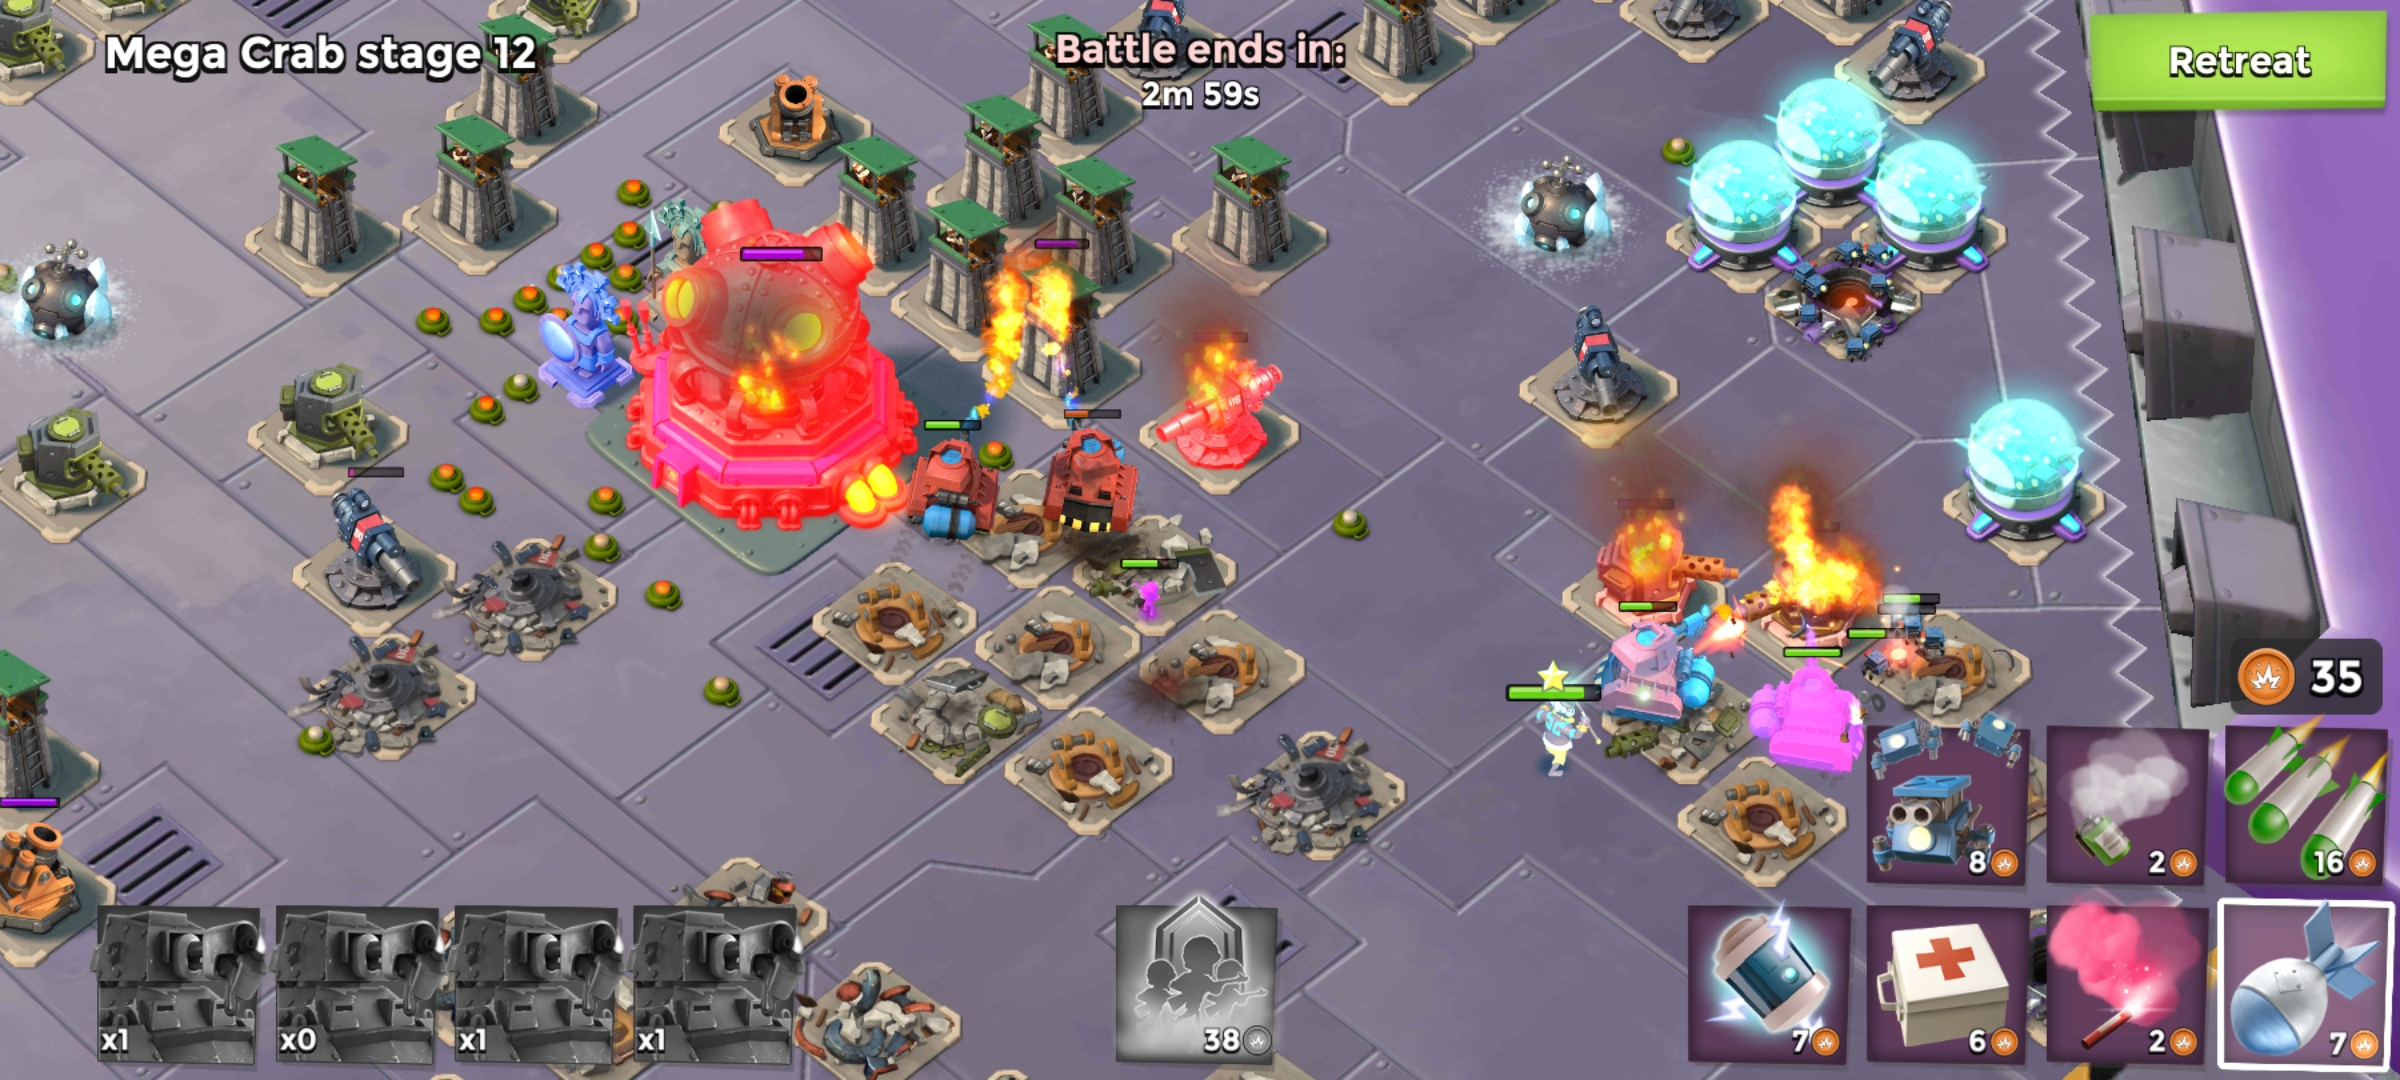 Mega Crab stage 12
Battle ends in:
2m 59s
Retreat
35
8
2
16
x1
x0
x1
x1
38
7
6
2
7